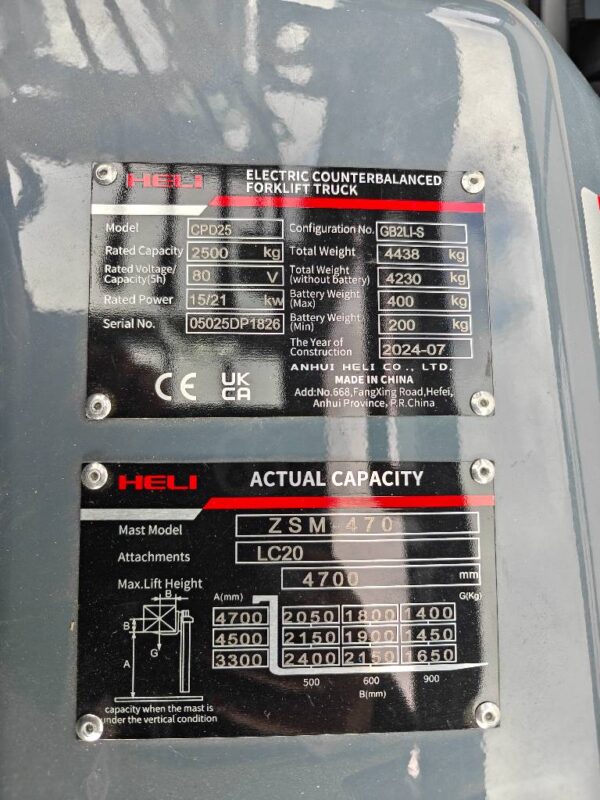 HELI
ELECTRIC COUNTERBALANCED
FORKLIFT TRUCK
Model CPD25 Configuration No. GB2LI-S
Rated Capacity 2500 kg Total Weight 4438 kg
Rated Voltage/
Capacity(5h) 80 V Total Weight
(without battery) 4230 kg
Rated Power 15/21 kw Battery Weight
(Max) 400 kg
Serial No. 05025DP1826 Battery Weight
(Min) 200 kg
The Year of
Construction 2024-07
ANHUI HELI CO., LTD.
MADE IN CHINA
Add:No.668,FangXing Road,Hefei,
Anhui Province, P.R.China
CE UK
CA
HELI ACTUAL CAPACITY
Mast Model ZSM-470
Attachments LC20
Max.Lift Height 4700 mm
A(mm) G(Kg)
4700 2050 1800 1400
4500 2150 1900 1450
3300 2400 2150 1650
500 600 900
B(mm)
B
B
G
A
capacity when the mast is
under the vertical condition